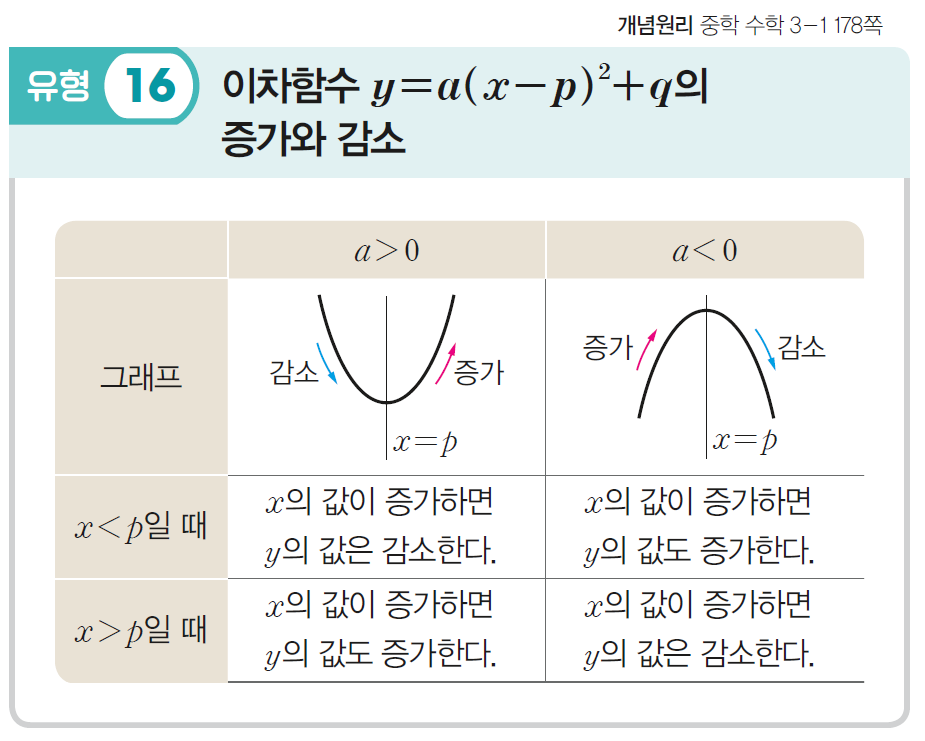 개념원리 중학 수학 3-1 178쪽
유형 16 이차함수 y=a(x-p)²+q의
증가와 감소
a>0 a<0
그래프
감소 증가 x=p
증가 감소 x=p
x<p일 때
x의 값이 증가하면
y의 값은 감소한다.
x의 값이 증가하면
y의 값도 증가한다.
x>p일 때
x의 값이 증가하면
y의 값도 증가한다.
x의 값이 증가하면
y의 값은 감소한다.